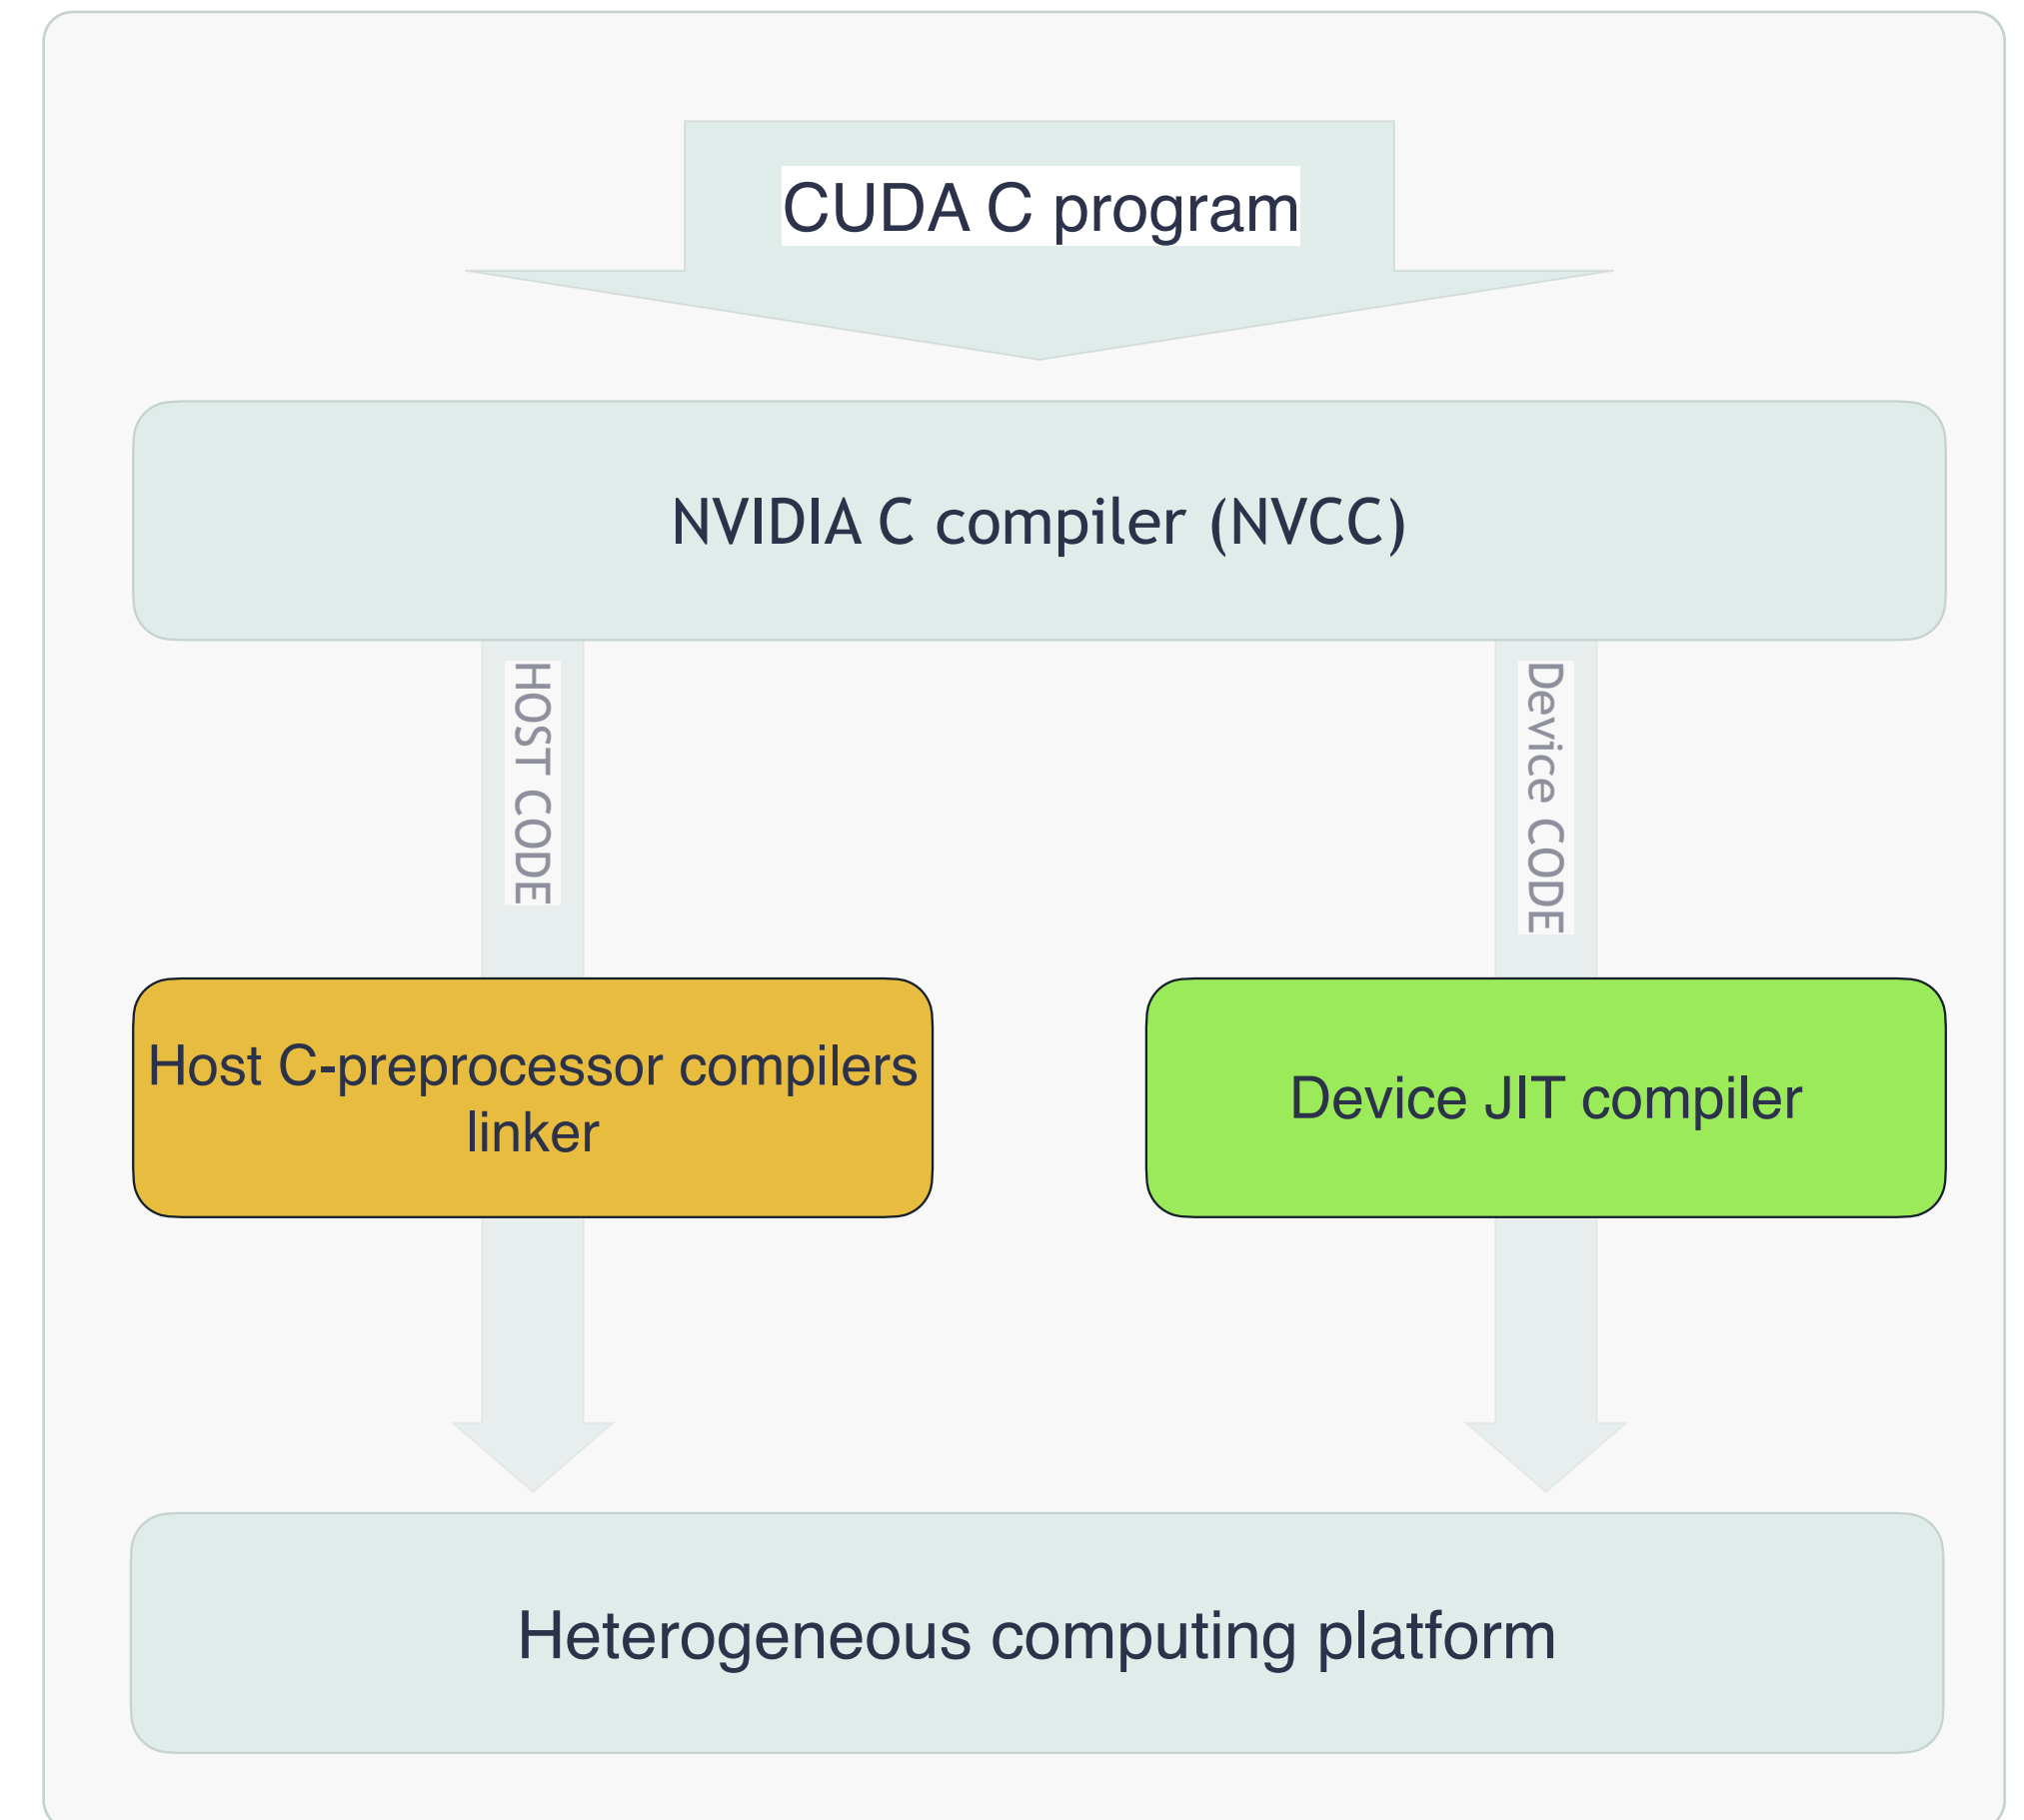 CUDA C program
NVIDIA C compiler (NVCC)
HOST CODE
Device CODE
Host C-preprocessor compilers
linker
Device JIT compiler
Heterogeneous computing platform